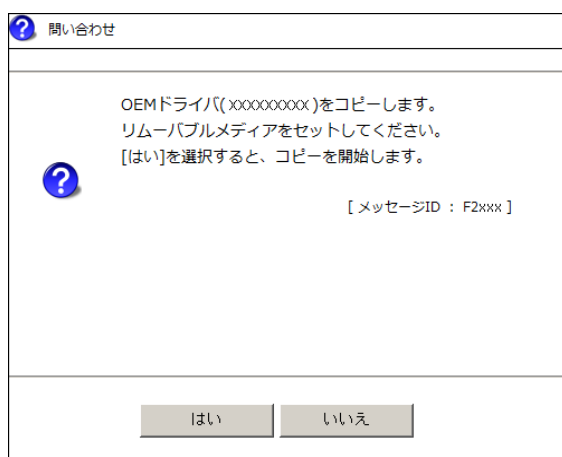 問い合わせ
OEMドライバ( xxxxxxxxx )をコピーします。
リムーバブルメディアをセットしてください。
[はい]を選択すると、コピーを開始します。
[ メッセージID : F2xxx ]
はい
いいえ